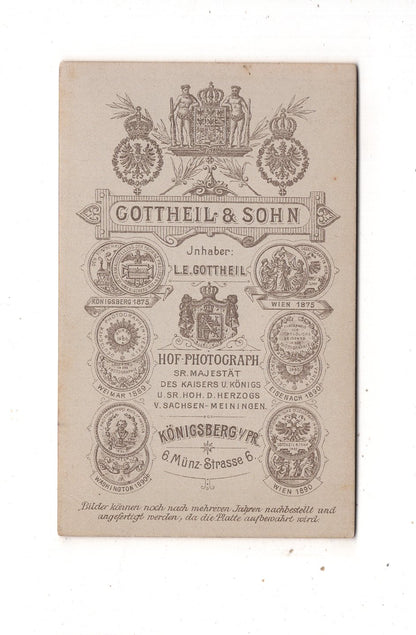 GOTTHEIL & SOHN
Jnhaber:
L.E.GOTTHEIL
KÖNIGSBERG 1875
WIEN 1875
HOF-PHOTOGRAPH
SR. MAJESTÄT
DES KAISERS U. KÖNIGS
U. SR. HOH. D. HERZOGS
V. SACHSEN-MEININGEN.
WEIMAR 1889
EISENACH 1890
KÖNIGSBERG i/PR.
6. Münz-Strasse 6.
WASHINGTON 1890
WIEN 1890
Bilder können noch nach mehreren Jahren nachbestellt und
angefertigt werden, da die Platte aufbewahrt wird.